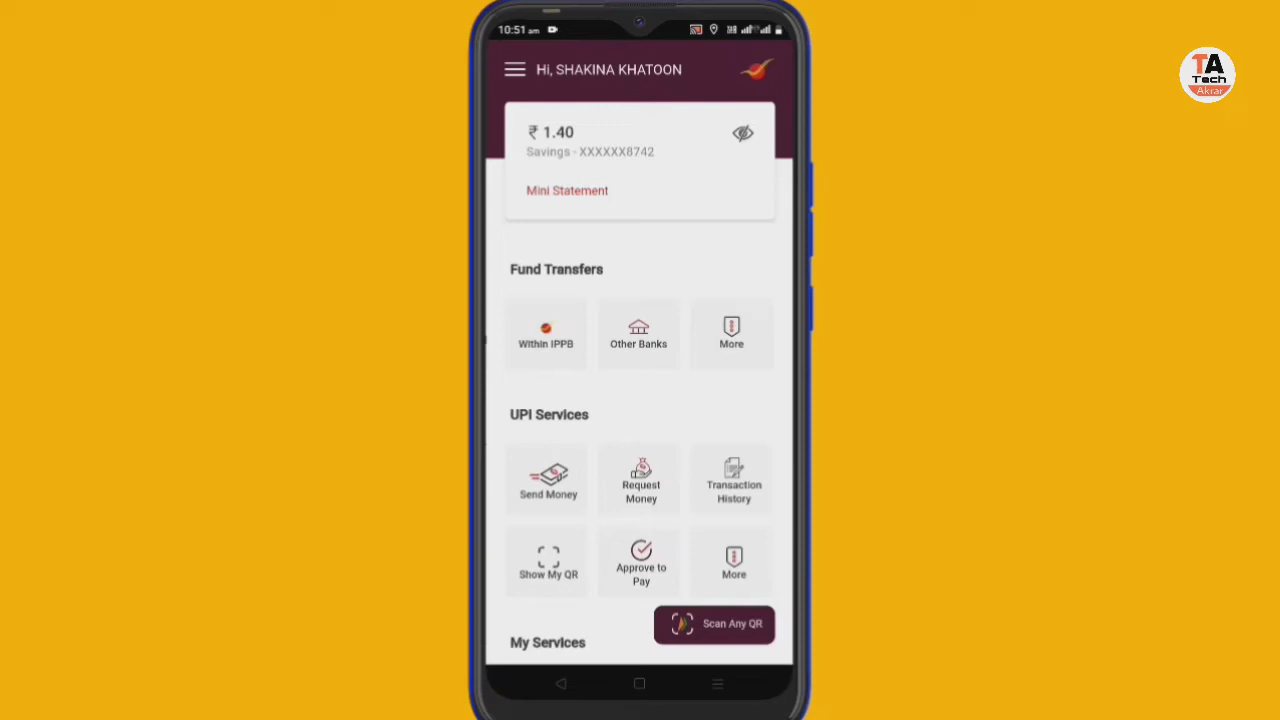 10:51 am
Hi, SHAKINA KHATOON
₹ 1.40
Savings - XXXXXX8742
Mini Statement
Fund Transfers
Within IPPB
Other Banks
More
UPI Services
Send Money
Request
Money
Transaction
History
Show My QR
Approve to
Pay
More
Scan Any QR
My Services
TA
Tech
Akrar